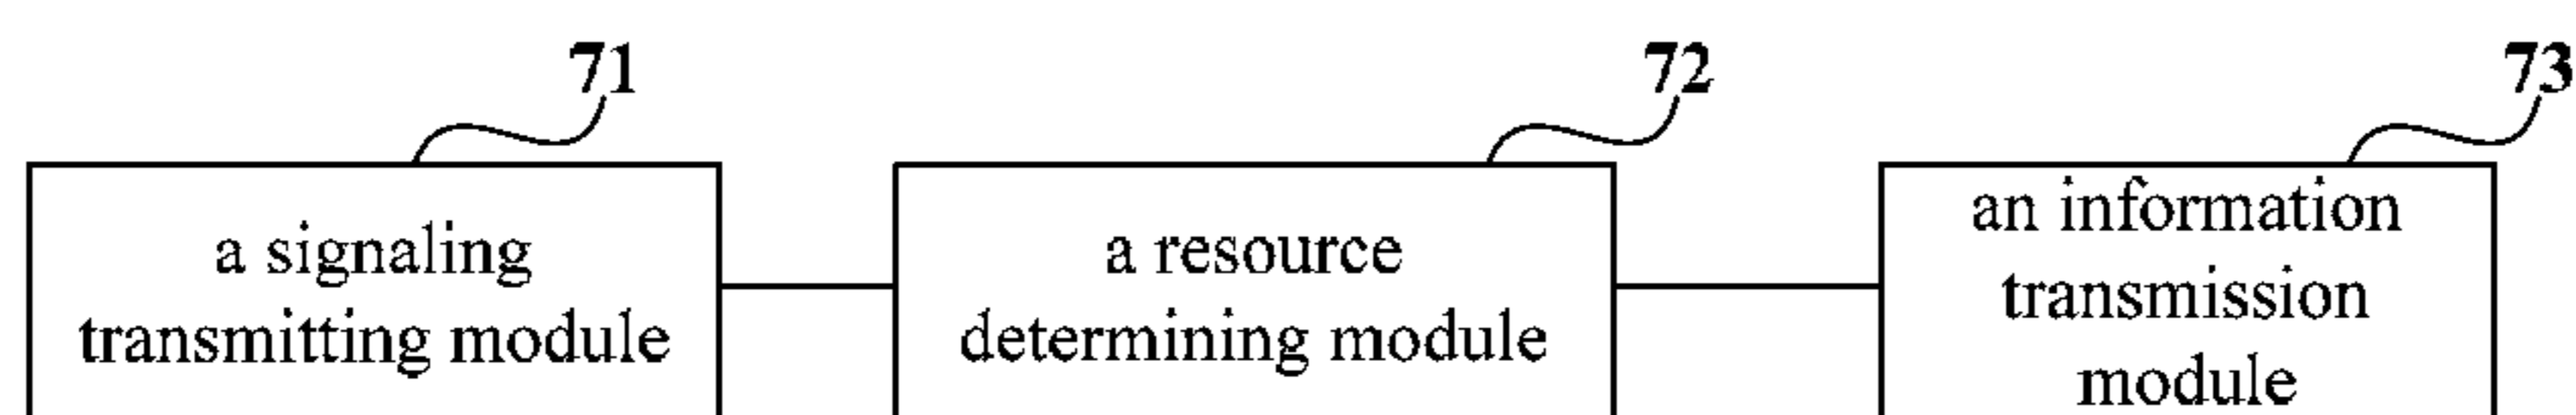 71
72
73
a signaling
transmitting module
a resource
determining module
an information
transmission
module